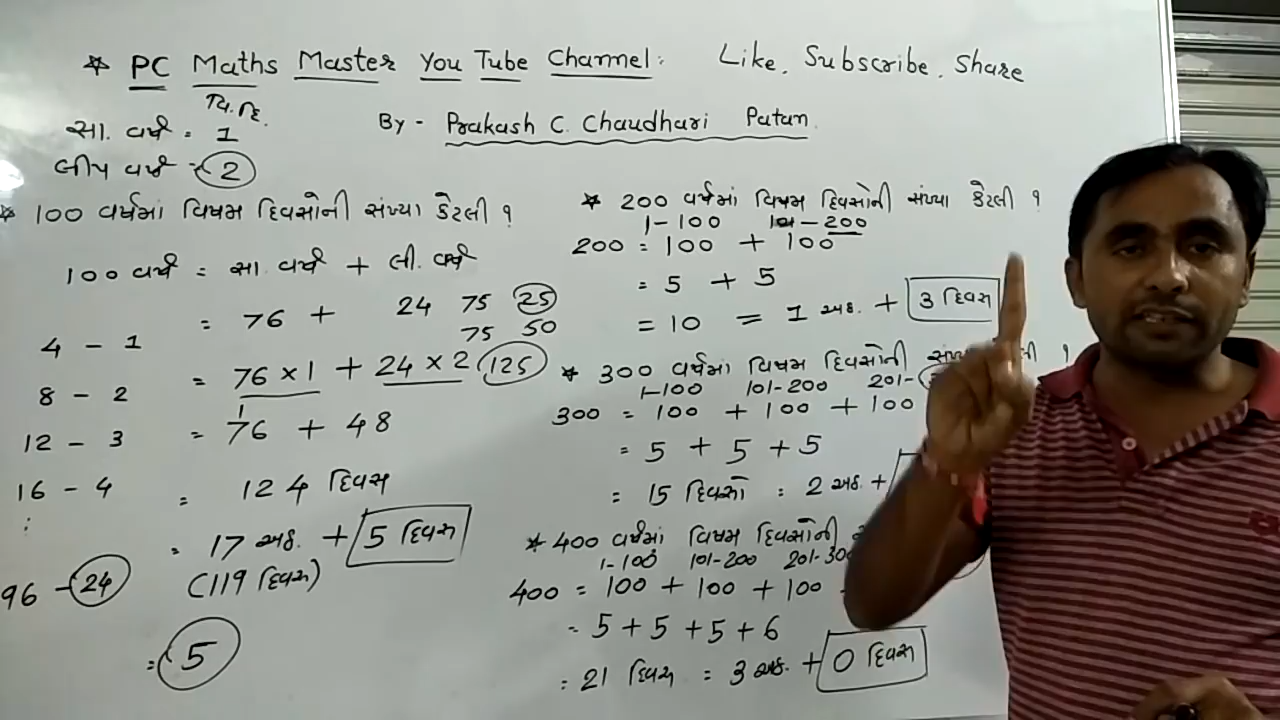 * PC Maths Master You Tube Channel: Like, Subscribe, Share
By - Prakash C. Chaudhari Patan.
વિ.દિ.
સા. વર્ષ = 1
લીપ વર્ષ = 2
* 100 વર્ષમાં વિષમ દિવસોની સંખ્યા કેટલી ?
100 વર્ષ = સા. વર્ષ + લી. વર્ષ
= 76 + 24 75 25
75 50
4 - 1
= 76 × 1 + 24 × 2 125
8 - 2
1
= 76 + 48
12 - 3
= 124 દિવસ
16 - 4
:
= 17 અઠ. + 5 દિવસ
96 - 24
(119 દિવસ)
= 5
* 200 વર્ષમાં વિષમ દિવસોની સંખ્યા કેટલી ?
1-100 101-200
200 = 100 + 100
= 5 + 5
= 10 = 1 અઠ. + 3 દિવસ
* 300 વર્ષમાં વિષમ દિવસોની ?
1-100 101-200 201-
300 = 100 + 100 + 100
= 5 + 5 + 5
= 15 દિવસો = 2 અઠ. +
* 400 વર્ષમાં વિષમ દિવસોની
1-100 101-200 201-300
400 = 100 + 100 + 100
= 5 + 5 + 5 + 6
= 21 દિવસ = 3 અઠ. + 0 દિવસ